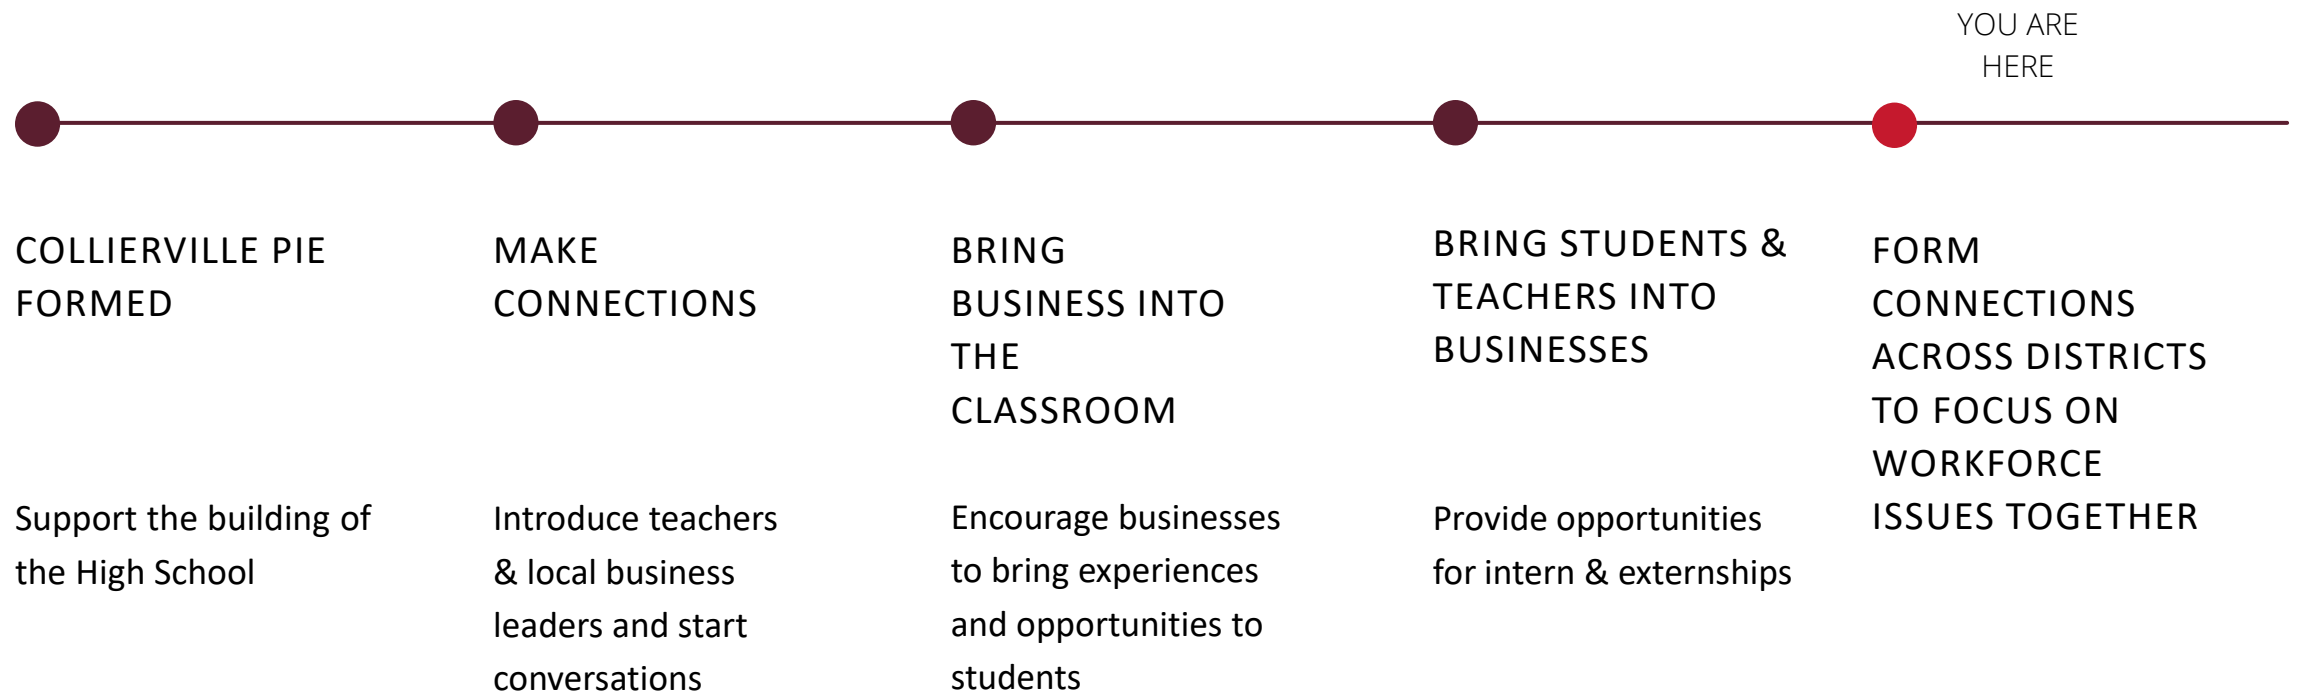 YOU ARE
HERE
COLLIERVILLE PIE
FORMED
Support the building of
the High School
MAKE
CONNECTIONS
Introduce teachers
& local business
leaders and start
conversations
BRING
BUSINESS INTO
THE
CLASSROOM
Encourage businesses
to bring experiences
and opportunities to
students
BRING STUDENTS &
TEACHERS INTO
BUSINESSES
Provide opportunities
for intern & externships
FORM
CONNECTIONS
ACROSS DISTRICTS
TO FOCUS ON
WORKFORCE
ISSUES TOGETHER